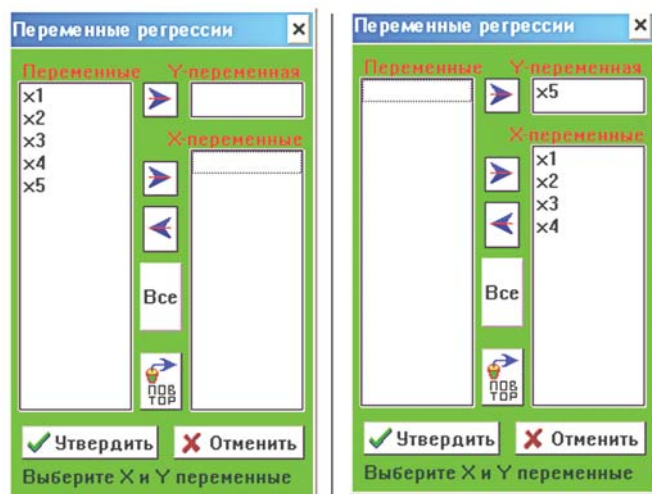 Переменные регрессии
Переменные Y-переменная
x1
x2
x3
x4
x5
X-переменные
Все
ПОВ
ТОР
Утвердить Отменить
Выберите X и Y переменные
Переменные регрессии
Переменные Y-переменная
x5
X-переменные
x1
x2
x3
x4
Все
ПОВ
ТОР
Утвердить Отменить
Выберите X и Y переменные